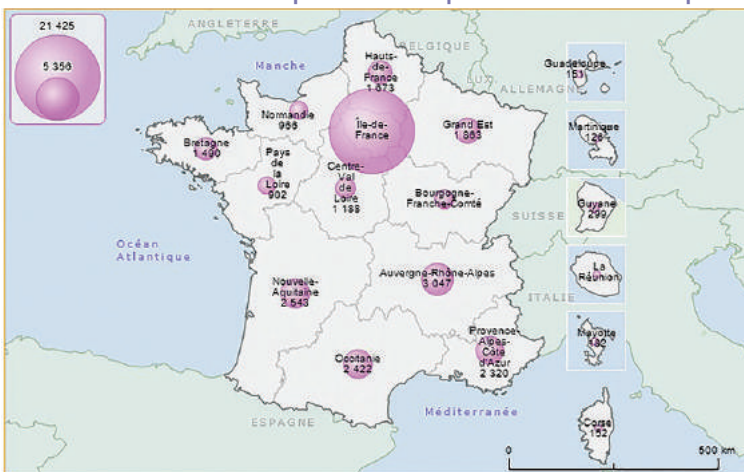 21 425
5 356
ANGLETERRE
BELGIQUE
Manche
LUX.
ALLEMAGNE
Hauts-
de-
France
1 673
Guadeloupe
151
Normandie
966
Île-de-
France
Grand Est
1 863
Martinique
126
Bretagne
1 490
Pays
de
la
Loire
902
Centre-
Val
de
Loire
1 188
Bourgogne-
Franche-Comté
SUISSE
Guyane
299
Océan
Atlantique
Nouvelle-
Aquitaine
2 543
Auvergne-Rhône-Alpes
3 047
La
Réunion
ITALIE
Provence-
Alpes-
Côte
d'Azur
2 320
Mayotte
Occitanie
2 422
Méditerranée
ESPAGNE
Corse
152
0
500 km